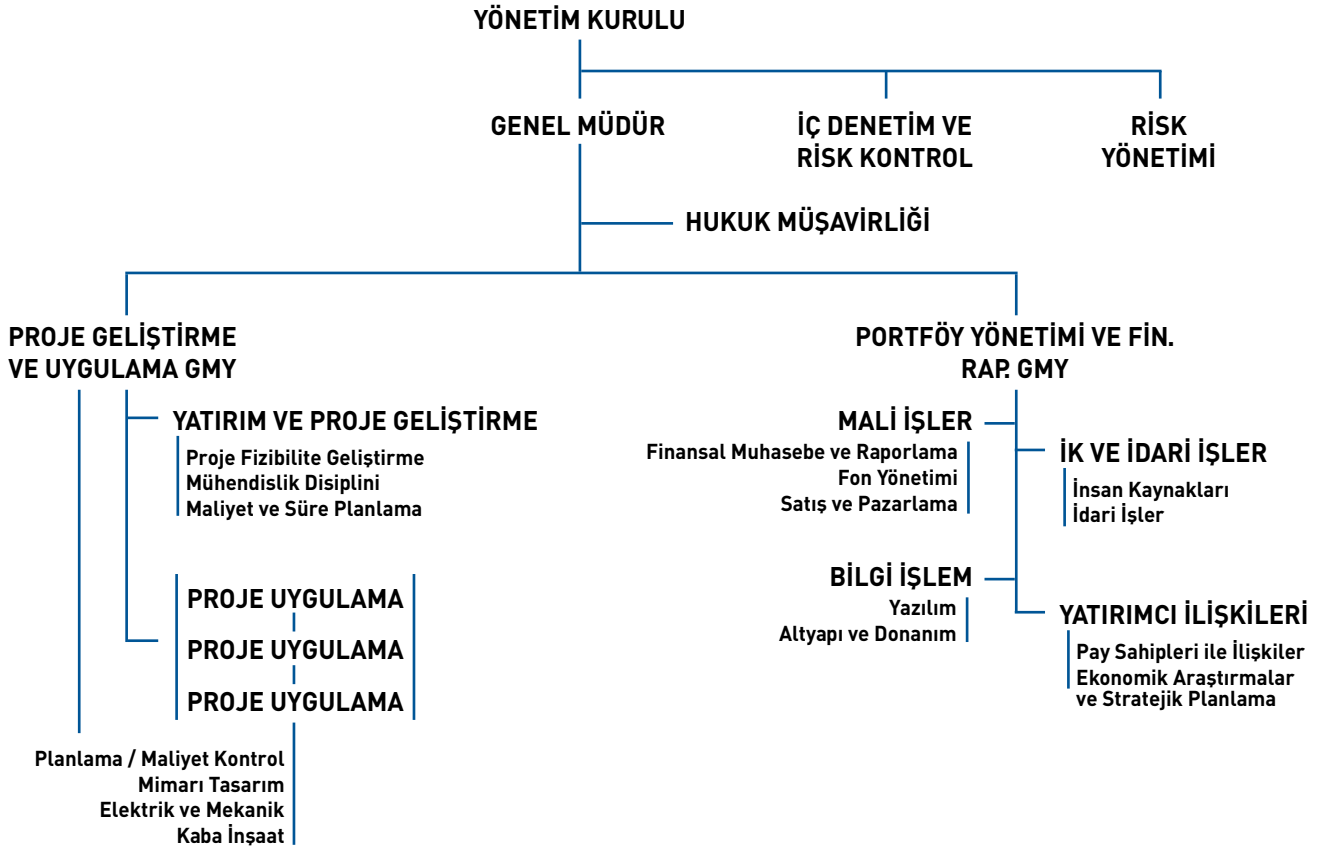 YÖNETİM KURULU
GENEL MÜDÜR
İÇ DENETİM VE
RİSK KONTROL
RİSK
YÖNETİMİ
HUKUK MÜŞAVİRLİĞİ
PROJE GELİŞTİRME
VE UYGULAMA GMY
YATIRIM VE PROJE GELİŞTİRME
Proje Fizibilite Geliştirme
Mühendislik Disiplini
Maliyet ve Süre Planlama
PROJE UYGULAMA
PROJE UYGULAMA
PROJE UYGULAMA
Planlama / Maliyet Kontrol
Mimarı Tasarım
Elektrik ve Mekanik
Kaba İnşaat
PORTFÖY YÖNETİMİ VE FİN.
RAP. GMY
MALİ İŞLER
Finansal Muhasebe ve Raporlama
Fon Yönetimi
Satış ve Pazarlama
İK VE İDARİ İŞLER
İnsan Kaynakları
İdari İşler
BİLGİ İŞLEM
Yazılım
Altyapı ve Donanım
YATIRIMCI İLİŞKİLERİ
Pay Sahipleri ile İlişkiler
Ekonomik Araştırmalar
ve Stratejik Planlama